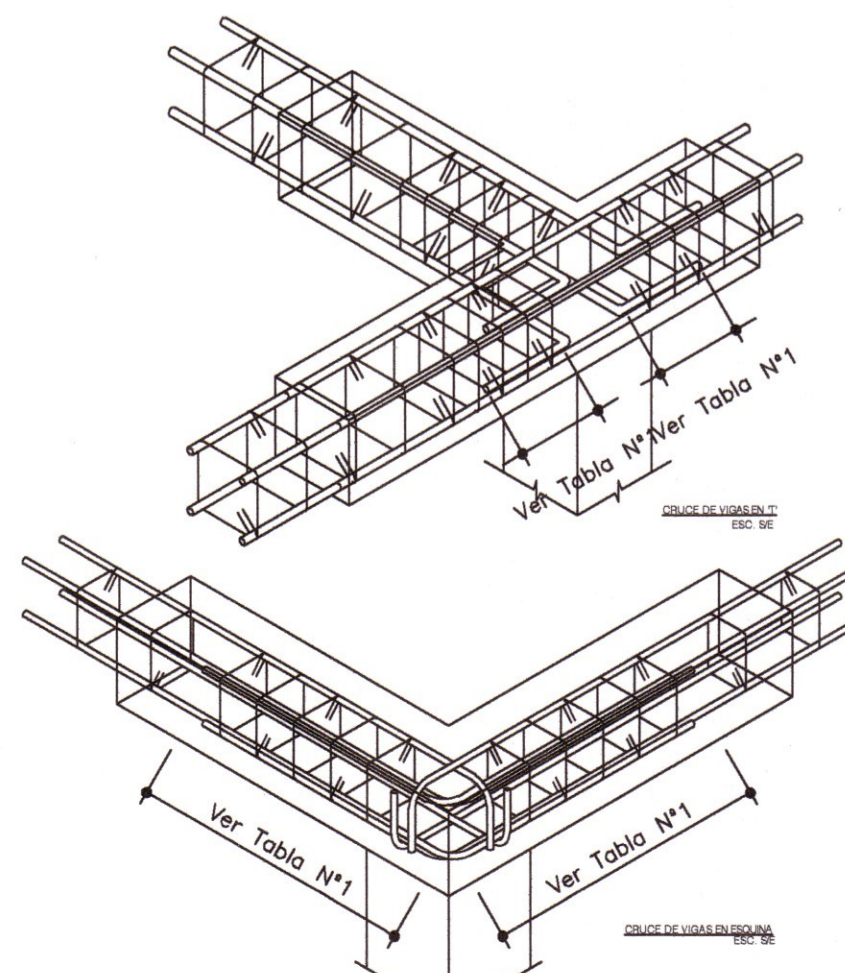 Ver Tabla N°1
Ver Tabla N°1
CRUCE DE VIGAS EN 'T'
ESC. S/E
Ver Tabla N°1
Ver Tabla N°1
CRUCE DE VIGAS EN ESQUINA
ESC. S/E